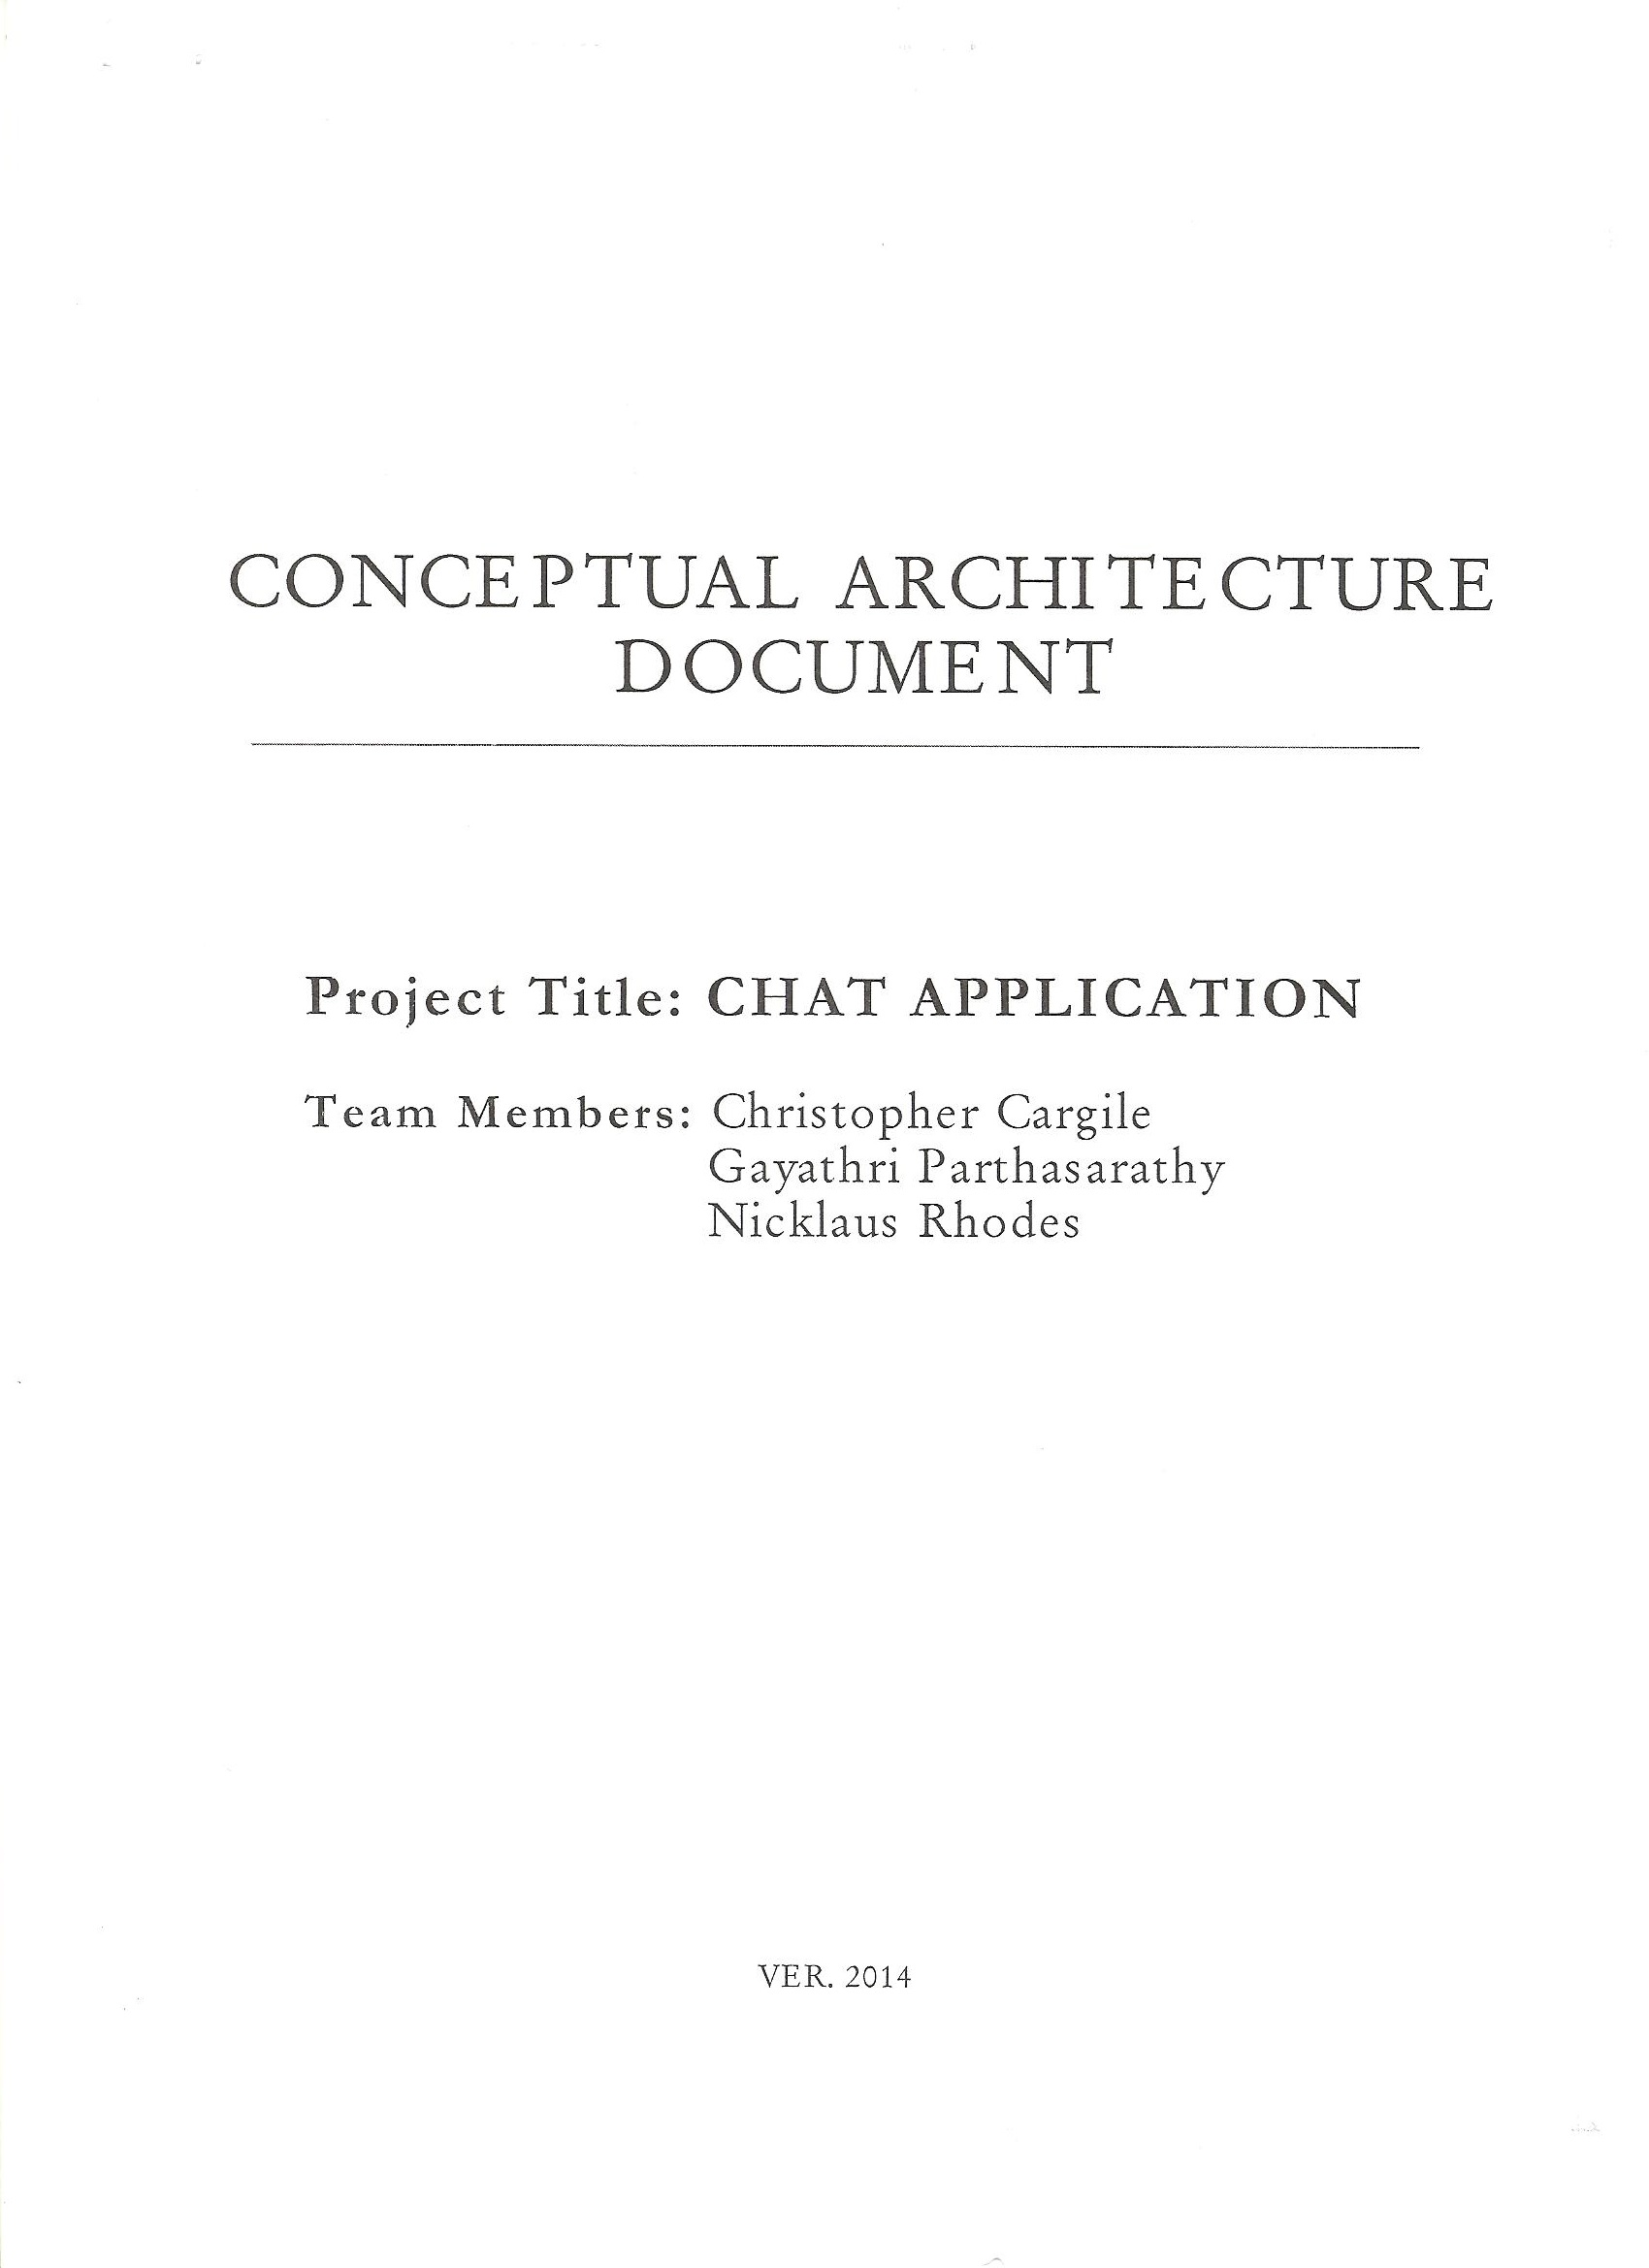 CONCEPTUAL ARCHITECTURE
DOCUMENT
Project Title: CHAT APPLICATION
Team Members: Christopher Cargile
Gayathri Parthasarathy
Nicklaus Rhodes
VER. 2014